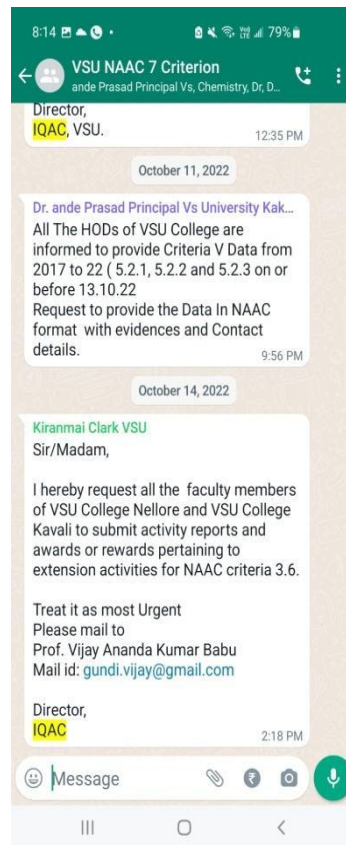 8:14
79%
VSU NAAC 7 Criterion
ande Prasad Principal Vs, Chemistry, Dr, D...
Director,
IQAC, VSU.
12:35 PM
October 11, 2022
Dr. ande Prasad Principal Vs University Kak...
All The HODs of VSU College are
informed to provide Criteria V Data from
2017 to 22 ( 5.2.1, 5.2.2 and 5.2.3 on or
before 13.10.22
Request to provide the Data In NAAC
format with evidences and Contact
details.
9:56 PM
October 14, 2022
Kiranmai Clark VSU
Sir/Madam,
I hereby request all the faculty members
of VSU College Nellore and VSU College
Kavali to submit activity reports and
awards or rewards pertaining to
extension activities for NAAC criteria 3.6.
Treat it as most Urgent
Please mail to
Prof. Vijay Ananda Kumar Babu
Mail id: gundi.vijay@gmail.com
Director,
IQAC
2:18 PM
Message